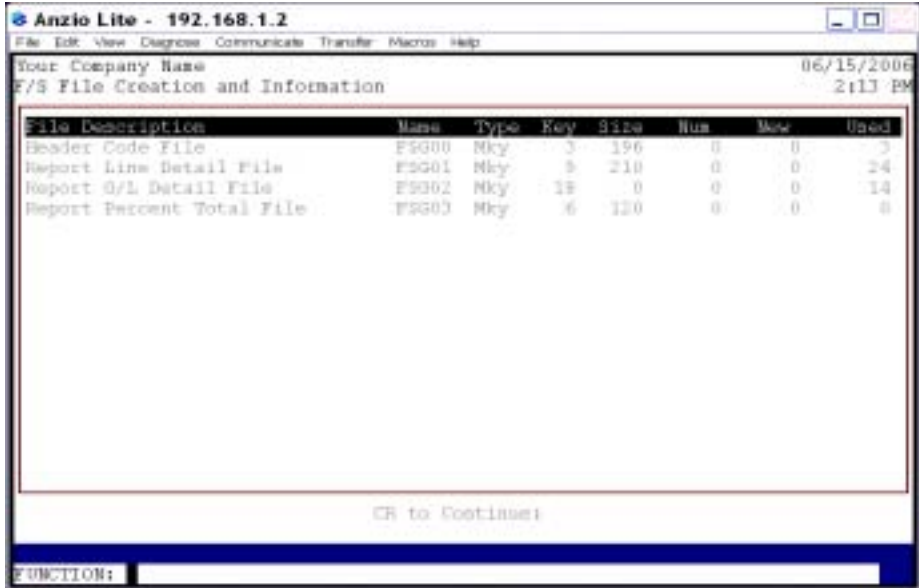 Anzio Lite - 192.168.1.2
File Edit View Diagnose Communicate Transfer Macros Help
Your Company Name 06/15/2006
F/S File Creation and Information 2:13 PM
File Description Name Type Key Size Num New Used
Header Code File FSG00 Mky 3 196 0 0 3
Report Line Detail File FSG01 Mky 9 210 0 0 24
Report G/L Detail File FSG02 Mky 19 0 0 0 14
Report Percent Total File FSG03 Mky 6 120 0 0 0
CR to Continue:
FUNCTION: